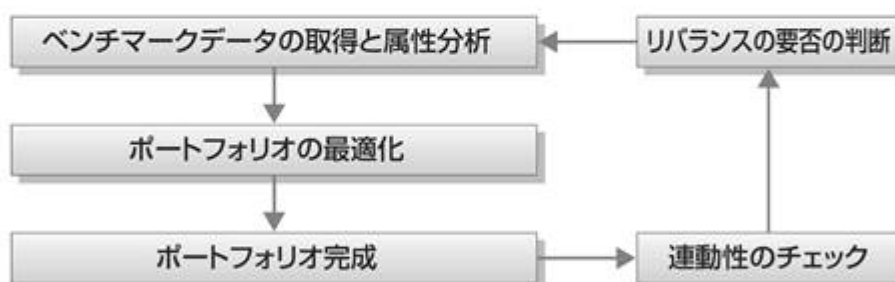 ベンチマークデータの取得と属性分析
リバランスの要否の判断
ポートフォリオの最適化
ポートフォリオ完成
連動性のチェック